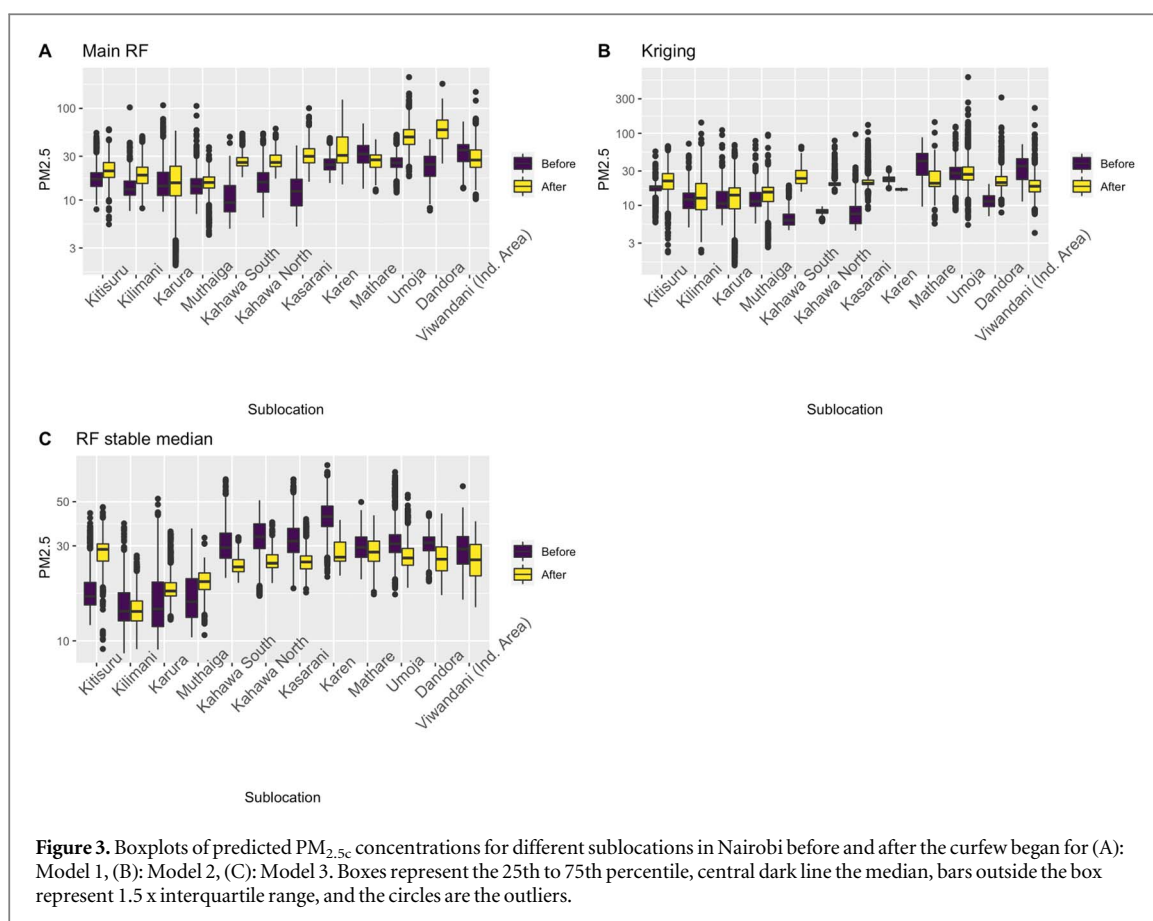 A Main RF
100
30
10
3
PM2.5
Kitisuru
Kilimani
Karura
Muthaiga
Kahawa South
Kahawa North
Kasarani
Karen
Mathare
Umoja
Dandora
Viwandani (Ind. Area)
Sublocation
Before
After
B Kriging
300
100
30
10
3
PM2.5
Kitisuru
Kilimani
Karura
Muthaiga
Kahawa South
Kahawa North
Kasarani
Karen
Mathare
Umoja
Dandora
Viwandani (Ind. Area)
Sublocation
Before
After
C RF stable median
50
30
10
PM2.5
Kitisuru
Kilimani
Karura
Muthaiga
Kahawa South
Kahawa North
Kasarani
Karen
Mathare
Umoja
Dandora
Viwandani (Ind. Area)
Sublocation
Before
After
Figure 3. Boxplots of predicted PM2.5c concentrations for different sublocations in Nairobi before and after the curfew began for (A):
Model 1, (B): Model 2, (C): Model 3. Boxes represent the 25th to 75th percentile, central dark line the median, bars outside the box
represent 1.5 x interquartile range, and the circles are the outliers.